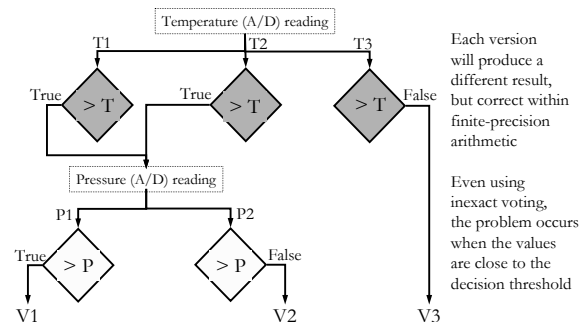 Temperature (A/D) reading
T1 T2 T3
True True False
> T > T > T
Pressure (A/D) reading
P1 P2
True False
> P > P
V1 V2 V3
Each version
will produce a
different result,
but correct within
finite-precision
arithmetic
Even using
inexact voting,
the problem occurs
when the values
are close to the
decision threshold